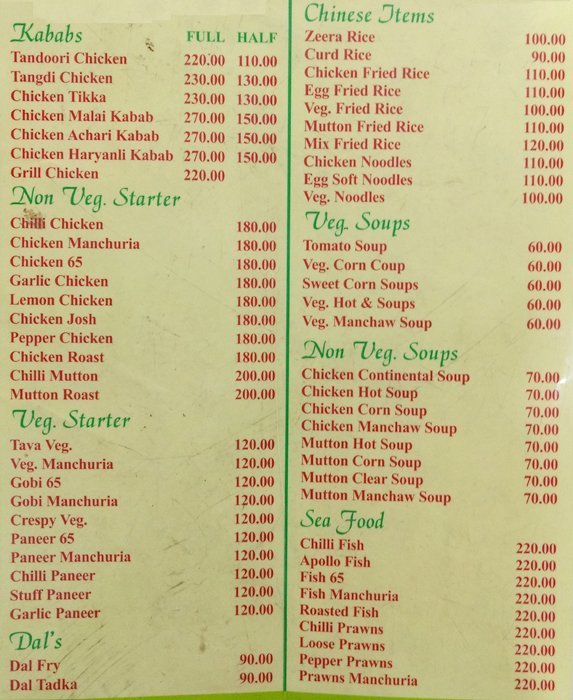 Kababs FULL HALF
Tandoori Chicken 220.00 110.00
Tangdi Chicken 230.00 130.00
Chicken Tikka 230.00 130.00
Chicken Malai Kabab 270.00 150.00
Chicken Achari Kabab 270.00 150.00
Chicken Haryanli Kabab 270.00 150.00
Grill Chicken 220.00
Non Veg. Starter
Chilli Chicken 180.00
Chicken Manchuria 180.00
Chicken 65 180.00
Garlic Chicken 180.00
Lemon Chicken 180.00
Chicken Josh 180.00
Pepper Chicken 180.00
Chicken Roast 180.00
Chilli Mutton 200.00
Mutton Roast 200.00
Veg. Starter
Tava Veg. 120.00
Veg. Manchuria 120.00
Gobi 65 120.00
Gobi Manchuria 120.00
Crespy Veg. 120.00
Paneer 65 120.00
Paneer Manchuria 120.00
Chilli Paneer 120.00
Stuff Paneer 120.00
Garlic Paneer 120.00
Dal's
Dal Fry 90.00
Dal Tadka 90.00
Chinese Items
Zeera Rice 100.00
Curd Rice 90.00
Chicken Fried Rice 110.00
Egg Fried Rice 110.00
Veg. Fried Rice 100.00
Mutton Fried Rice 110.00
Mix Fried Rice 120.00
Chicken Noodles 110.00
Egg Soft Noodles 110.00
Veg. Noodles 100.00
Veg. Soups
Tomato Soup 60.00
Veg. Corn Coup 60.00
Sweet Corn Soups 60.00
Veg. Hot & Soups 60.00
Veg. Manchaw Soup 60.00
Non Veg. Soups
Chicken Continental Soup 70.00
Chicken Hot Soup 70.00
Chicken Corn Soup 70.00
Chicken Manchaw Soup 70.00
Mutton Hot Soup 70.00
Mutton Corn Soup 70.00
Mutton Clear Soup 70.00
Mutton Manchaw Soup 70.00
Sea Food
Chilli Fish 220.00
Apollo Fish 220.00
Fish 65 220.00
Fish Manchuria 220.00
Roasted Fish 220.00
Chilli Prawns 220.00
Loose Prawns 220.00
Pepper Prawns 220.00
Prawns Manchuria 220.00